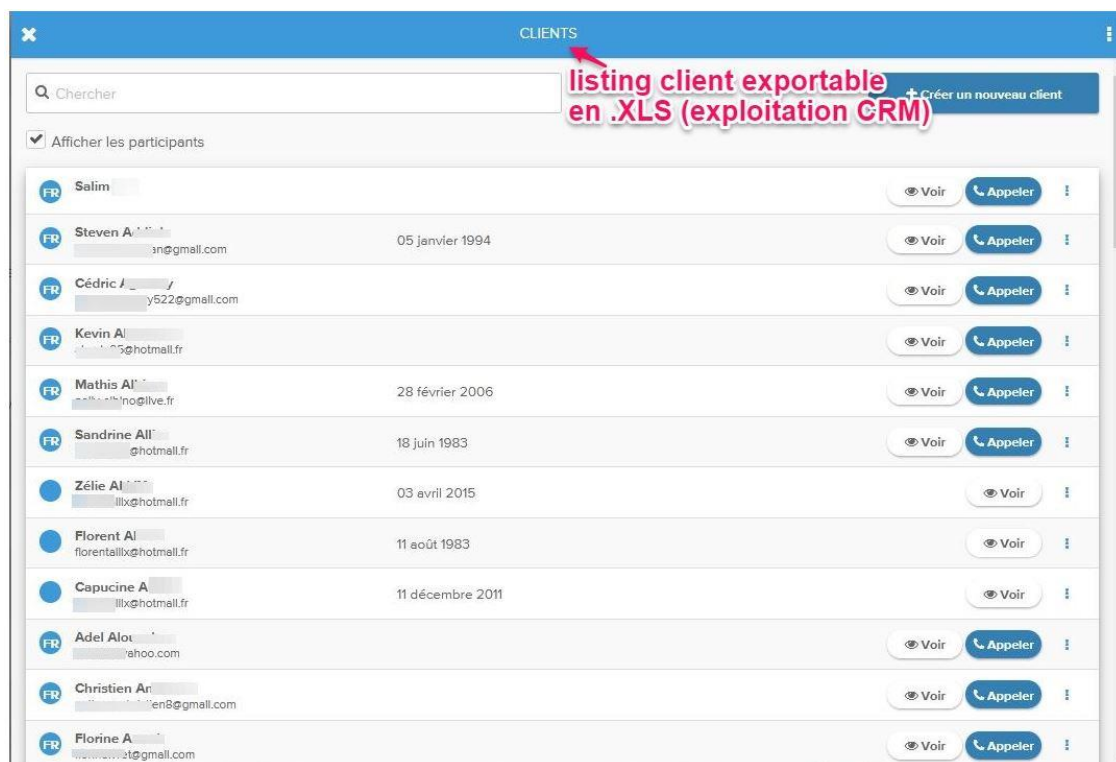 CLIENTS
listing client exportable
en .XLS (exploitation CRM)
Chercher
Créer un nouveau client
Afficher les participants
FR Salim Voir Appeler
FR Steven Voir Appeler
an@gmail.com 05 janvier 1994
FR Cédric Voir Appeler
y522@gmail.com
FR Kevin Al Voir Appeler
@hotmail.fr
FR Mathis Al 28 février 2006 Voir Appeler
@live.fr
FR Sandrine All 18 juin 1983 Voir Appeler
@hotmail.fr
Zélie Al 03 avril 2015 Voir
lllx@hotmail.fr
Florent Al 11 août 1983 Voir
florentalllx@hotmail.fr
Capucine A 11 décembre 2011 Voir
lllx@hotmail.fr
FR Adel Voir Appeler
yahoo.com
FR Christien Voir Appeler
en8@gmail.com
FR Florine A Voir Appeler
et@gmail.com